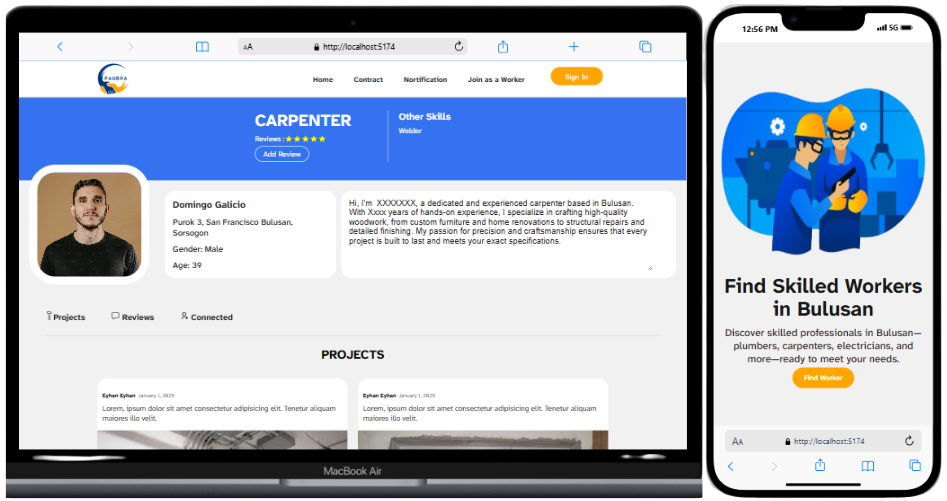 AA
http://localhost:5174
PAUGRA
Home
Contract
Nortification
Join as a Worker
Sign In
CARPENTER
Reviews :
Add Review
Other Skills
Welder
Domingo Galicio
Purok 3, San Francisco Bulusan,
Sorsogon
Gender: Male
Age: 39
Hi, I'm XXXXXXX, a dedicated and experienced carpenter based in Bulusan.
With Xxxx years of hands-on experience, I specialize in crafting high-quality
woodwork, from custom furniture and home renovations to structural repairs and
detailed finishing. My passion for precision and craftsmanship ensures that every
project is built to last and meets your exact specifications.
Projects
Reviews
Connected
PROJECTS
Eyhan Eyhan January 1, 2025
Lorem, ipsum dolor sit amet consectetur adipisicing elit. Tenetur aliquam
maiores illo velit.
Eyhan Eyhan January 1, 2025
Lorem, ipsum dolor sit amet consectetur adipisicing elit. Tenetur aliquam
maiores illo velit.
MacBook Air
12:56 PM
5G
Find Skilled Workers
in Bulusan
Discover skilled professionals in Bulusan—
plumbers, carpenters, electricians, and
more—ready to meet your needs.
Find Worker
AA
http://localhost:5174